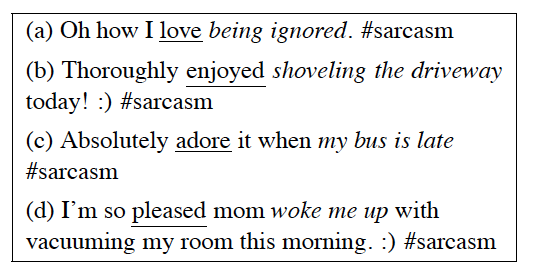 (a) Oh how I love being ignored. #sarcasm
(b) Thoroughly enjoyed shoveling the driveway
today! :) #sarcasm
(c) Absolutely adore it when my bus is late
#sarcasm
(d) I'm so pleased mom woke me up with
vacuuming my room this morning. :) #sarcasm